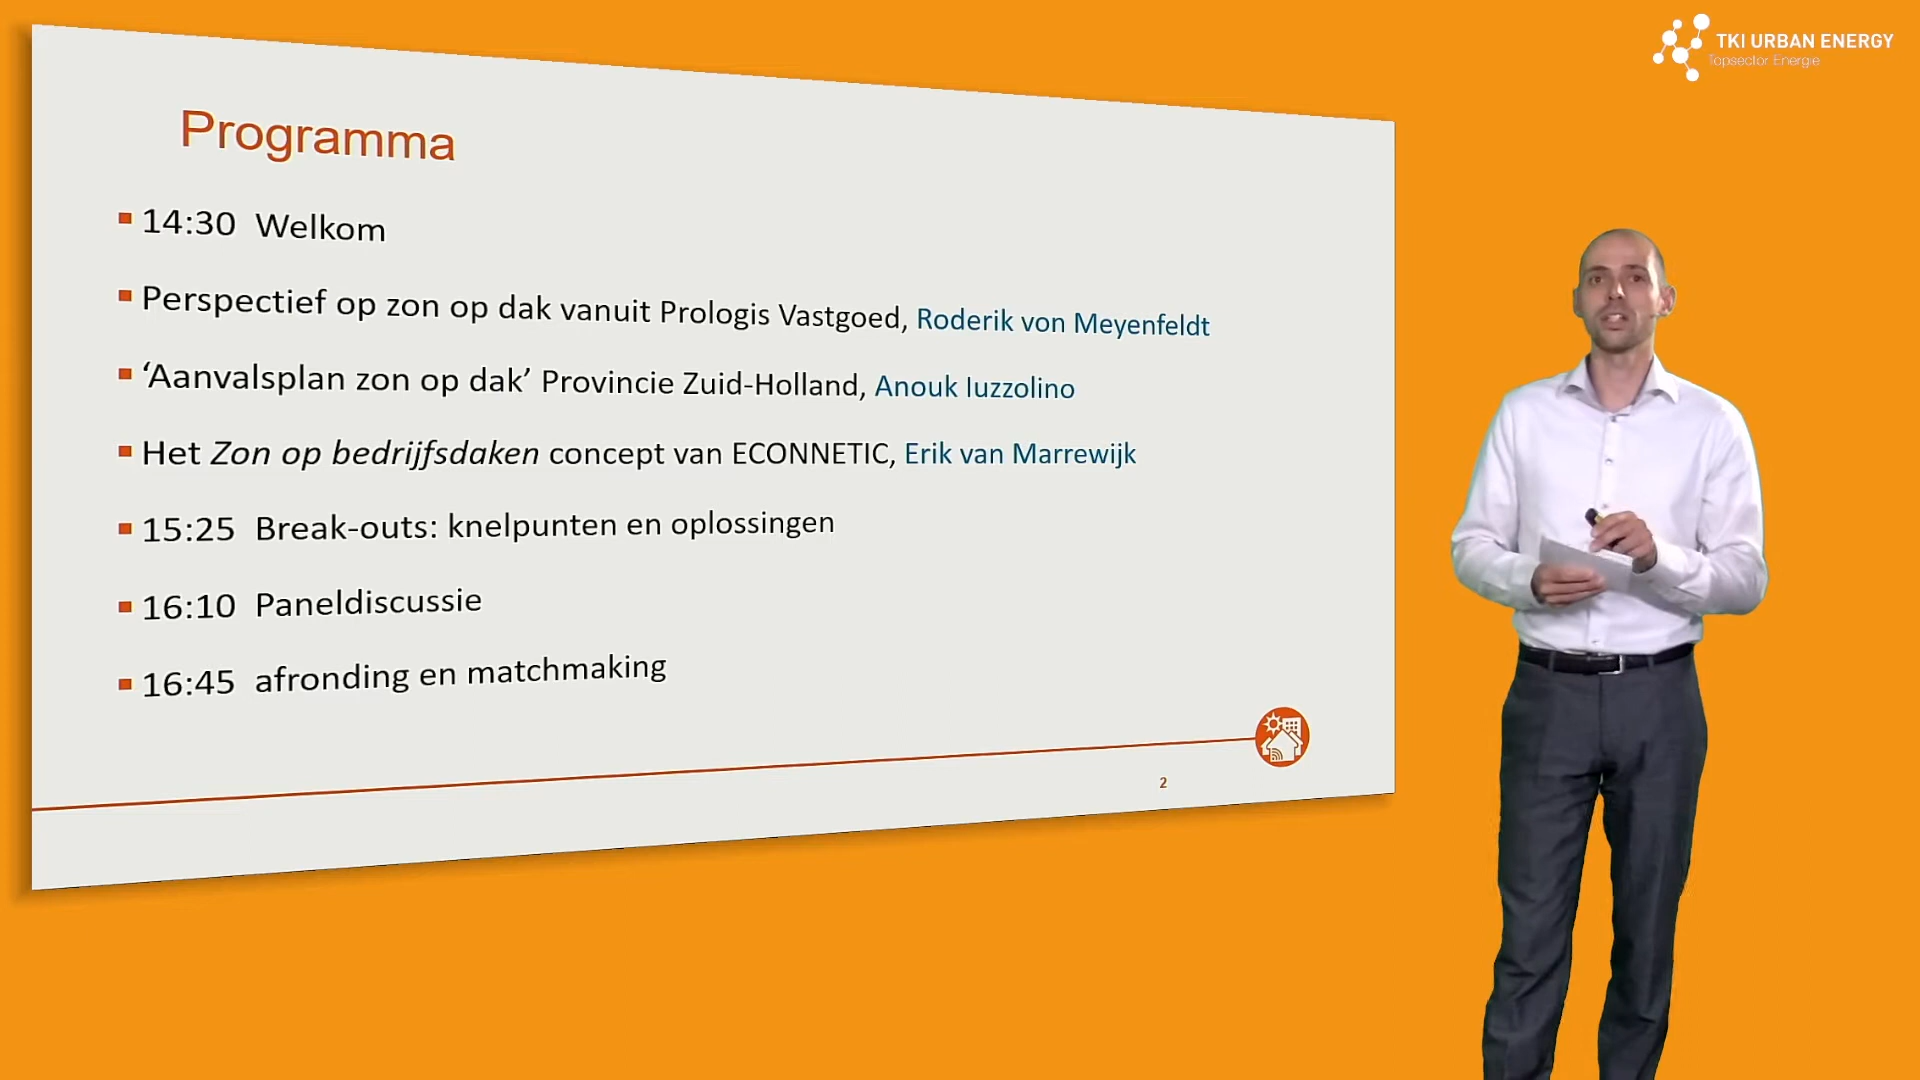 TKI URBAN ENERGY
Topsector Energie
Programma
14:30 Welkom
Perspectief op zon op dak vanuit Prologis Vastgoed, Roderik von Meyenfeldt
‘Aanvalsplan zon op dak’ Provincie Zuid-Holland, Anouk Iuzzolino
Het Zon op bedrijfsdaken concept van ECONNETIC, Erik van Marrewijk
15:25 Break-outs: knelpunten en oplossingen
16:10 Paneldiscussie
16:45 afronding en matchmaking
2